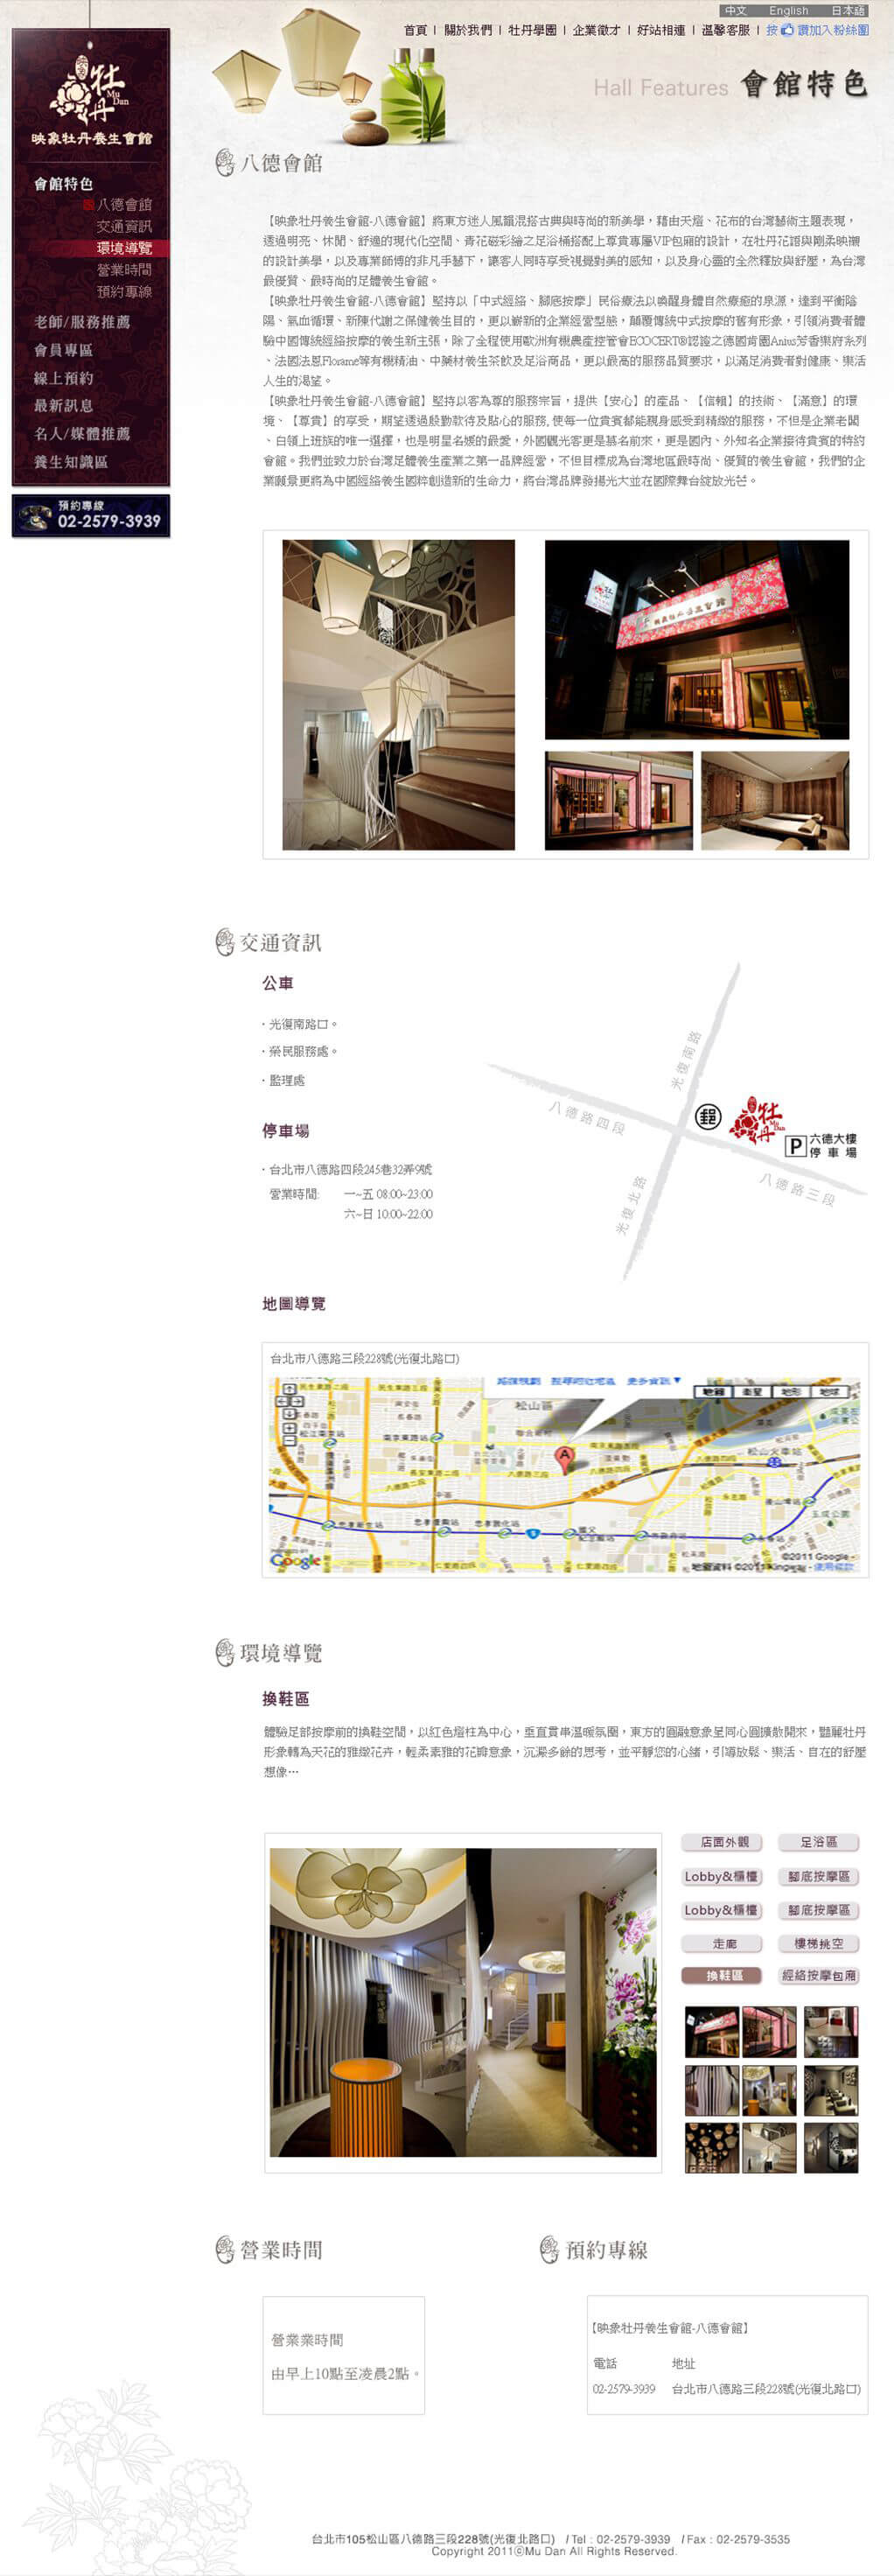 中文 English 日本語
首頁 | 關於我們 | 牡丹學園 | 企業徵才 | 好站相連 | 溫馨客服 | 按 讚加入粉絲團
Hall Features 會館特色
牡丹
Mu Dan
映象牡丹養生會館
會館特色
八德會館
交通資訊
環境導覽
營業時間
預約專線
老師/服務推薦
會員專區
線上預約
最新訊息
名人/媒體推薦
養生知識區
預約專線
02-2579-3939
八德會館
【映象牡丹養生會館-八德會館】將東方迷人風韻混搭古典與時尚的新美學，藉由天燈、花布的台灣藝術主題表現，
透過明亮、休閒、舒適的現代化空間、青花磁彩繪之足浴桶搭配上尊貴專屬VIP包廂的設計，在牡丹花譜與剛柔映襯
的設計美學，以及專業師傅的非凡手藝下，讓客人同時享受視覺對美的感知，以及身心靈的全然釋放與舒壓，為台灣
最優質、最時尚的足體養生會館。
【映象牡丹養生會館-八德會館】堅持以「中式經絡、腳底按摩」民俗療法以喚醒身體自然療癒的泉源，達到平衡陰
陽、氣血循環、新陳代謝之保健養生目的，更以嶄新的企業經營型態，顛覆傳統中式按摩的舊有形象，引領消費者體
驗中國傳統經絡按摩的養生新主張，除了全程使用歐洲有機農產控管會ECOCERT®認證之德國肯園Anius芳香樂府系列
、法國法恩Florame等有機精油、中藥材養生茶飲及足浴商品，更以最高的服務品質要求，以滿足消費者對健康、樂活
人生的渴望。
【映象牡丹養生會館-八德會館】堅持以客為尊的服務宗旨，提供【安心】的產品、【信賴】的技術、【滿意】的環
境、【尊貴】的享受，期望透過殷勤款待及貼心的服務, 使每一位貴賓都能親身感受到精緻的服務，不但是企業老闆
、白領上班族的唯一選擇，也是明星名媛的最愛，外國觀光客更是慕名前來，更是國內、外知名企業接待貴賓的特約
會館。我們並致力於台灣足體養生產業之第一品牌經營，不但目標成為台灣地區最時尚、優質的養生會館，我們的企
業願景更將為中國經絡養生國粹創造新的生命力，將台灣品牌發揚光大並在國際舞台綻放光芒。
交通資訊
公車
· 光復南路口。
· 榮民服務處。
· 監理處
停車場
· 台北市八德路四段245巷32弄9號
營業時間: 一~五 08:00~23:00
六~日 10:00~22:00
光復南路
八德路四段
郵
牡丹
Mu Dan
P 六德大樓
停車場
八德路三段
光復北路
地圖導覽
台北市八德路三段228號(光復北路口)
松山區
A
松山火車站
Google
©2011 Google -
地圖資料 ©2011 Kingway - 使用條款
環境導覽
換鞋區
體驗足部按摩前的換鞋空間，以紅色燈柱為中心，垂直貫串溫暖氛圍，東方的圓融意象呈同心圓擴散開來，豔麗牡丹
形象轉為天花的雅緻花卉，輕柔素雅的花瓣意象，沉澱多餘的思考，並平靜您的心緒，引導放鬆、樂活、自在的舒壓
想像…
店面外觀 足浴區
Lobby&櫃檯 腳底按摩區
Lobby&櫃檯 腳底按摩區
走廊 樓梯挑空
換鞋區 經絡按摩包廂
營業時間
營業業時間
由早上10點至凌晨2點。
預約專線
【映象牡丹養生會館-八德會館】
電話 地址
02-2579-3939 台北市八德路三段228號(光復北路口)
台北市105松山區八德路三段228號(光復北路口) / Tel : 02-2579-3939 / Fax : 02-2579-3535
Copyright 2011@Mu Dan All Rights Reserved.